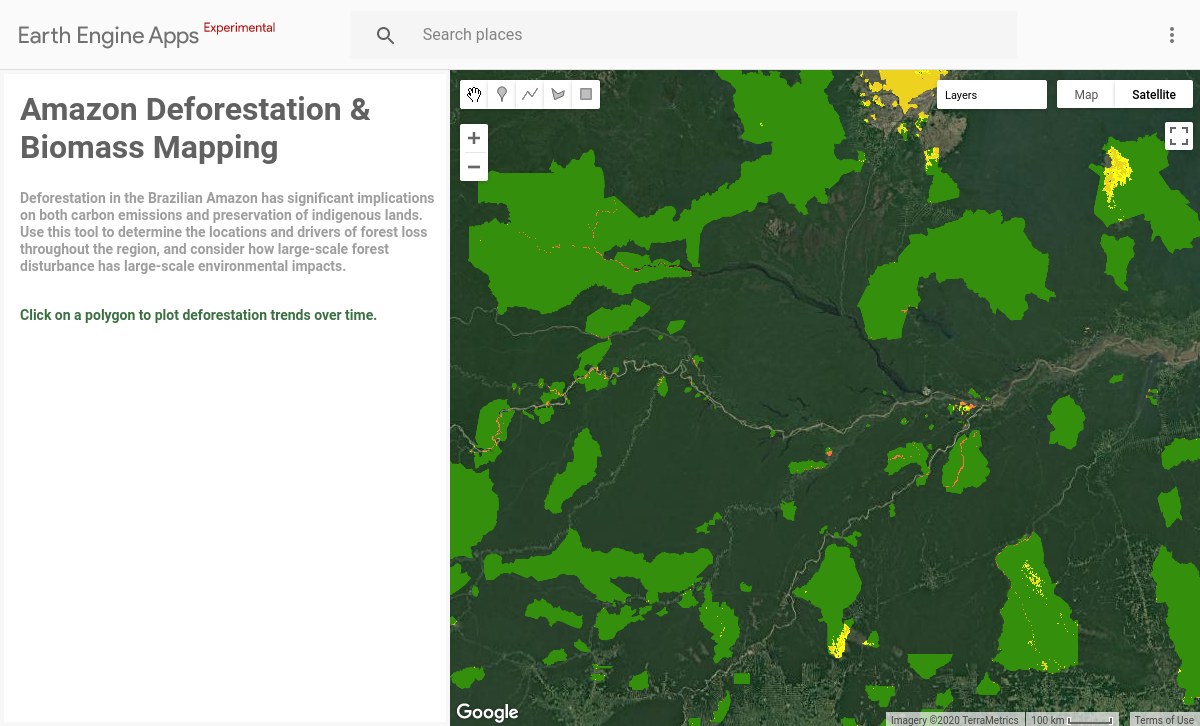 Earth Engine Apps Experimental
Search places
Amazon Deforestation &
Biomass Mapping
Deforestation in the Brazilian Amazon has significant implications
on both carbon emissions and preservation of indigenous lands.
Use this tool to determine the locations and drivers of forest loss
throughout the region, and consider how large-scale forest
disturbance has large-scale environmental impacts.
Click on a polygon to plot deforestation trends over time.
Layers
Map
Satellite
Google
Imagery ©2020 TerraMetrics
100 km
Terms of Use